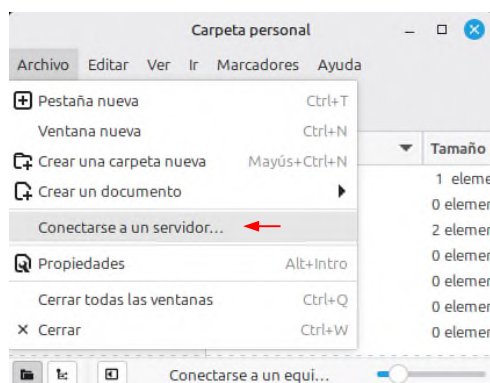 Carpeta personal
Archivo Editar Ver Ir Marcadores Ayuda
Pestaña nueva Ctrl+T
Ventana nueva Ctrl+N
Crear una carpeta nueva Mayús+Ctrl+N
Crear un documento
Conectarse a un servidor...
Propiedades Alt+Intro
Cerrar todas las ventanas Ctrl+Q
Cerrar Ctrl+W
Tamaño
1 eleme
0 elemer
2 elemer
0 elemer
0 elemer
0 elemer
0 elemer
Conectarse a un equi...